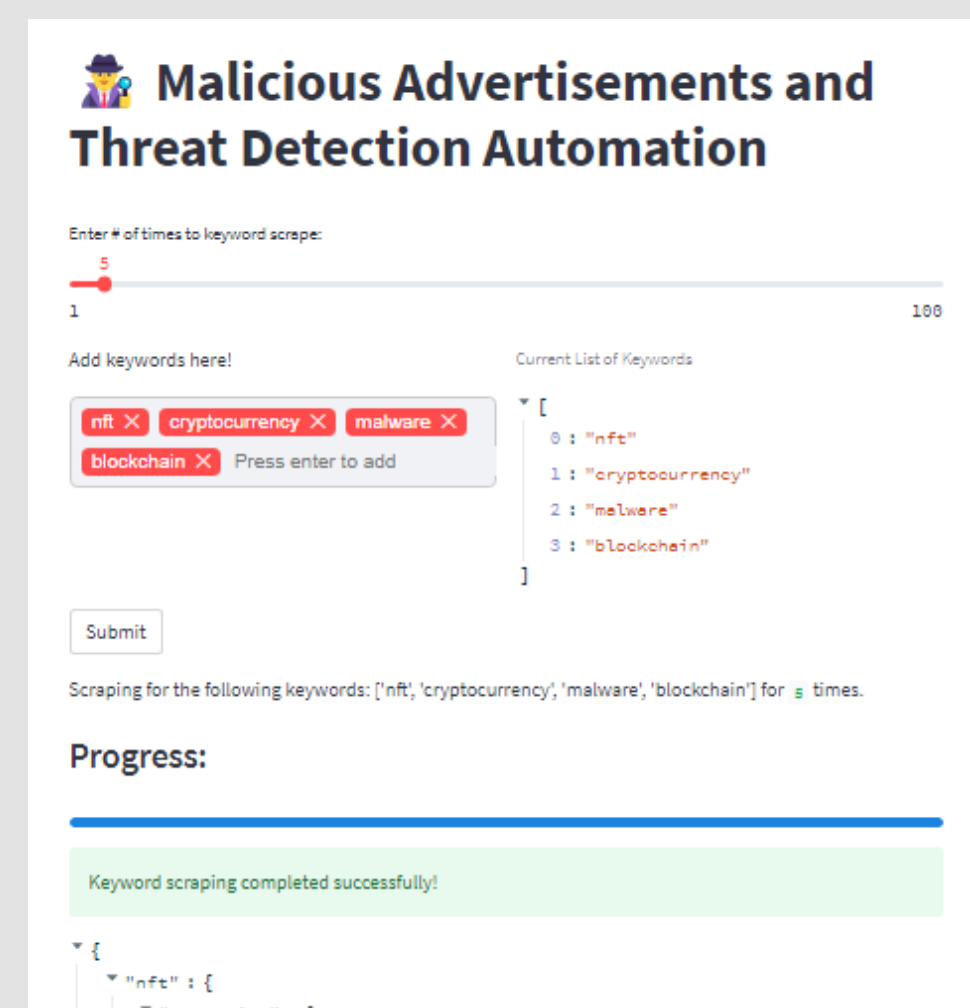 Malicious Advertisements and
Threat Detection Automation
Enter # of times to keyword scrape:
5
1 100
Add keywords here!
Current List of Keywords
nft × cryptocurrency × malware ×
blockchain × Press enter to add
[
0 : "nft"
1 : "cryptocurrency"
2 : "malware"
3 : "blockchain"
]
Submit
Scraping for the following keywords: ['nft', 'cryptocurrency', 'malware', 'blockchain'] for 5 times.
Progress:
Keyword scraping completed successfully!
{
"nft" : {